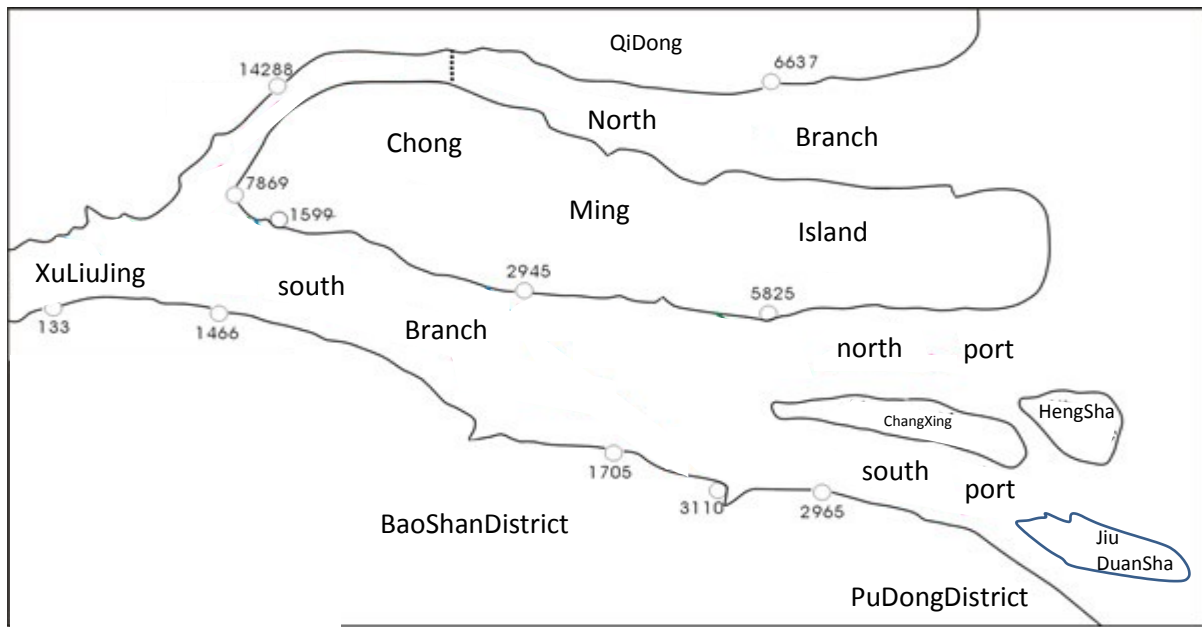 QiDong
14288
6637
North
Branch
Chong
7869
1599
Ming
Island
XuLiuJing
south
2945
5825
133
1466
Branch
north port
ChangXing
HengSha
1705
south
port
3110
2965
BaoShanDistrict
Jiu
DuanSha
PuDongDistrict